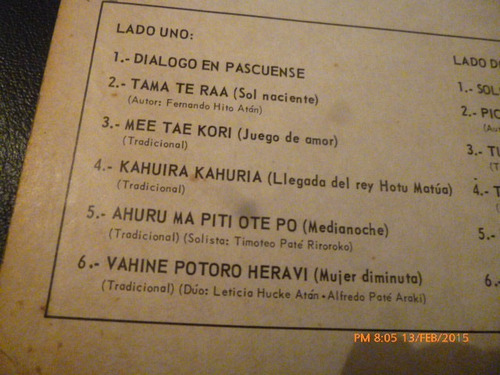 LADO UNO:
1.- DIALOGO EN PASCUENSE
2.- TAMA TE RAA (Sol naciente)
(Autor: Fernando Hito Atán)
3.- MEE TAE KORI (Juego de amor)
(Tradicional)
4.- KAHUIRA KAHURIA (Llegada del rey Hotu Matúa)
(Tradicional)
5.- AHURU MA PITI OTE PO (Medianoche)
(Tradicional) (Solista: Timoteo Paté Riroroko)
6.- VAHINE POTORO HERAVI (Mujer diminuta)
(Tradicional) (Dúo: Leticia Hucke Atán - Alfredo Paté Araki)
LADO
1.-
2.-
(Autor:
3.-
4.-
5.-
6.-
PM 8:05 13/FEB/2015